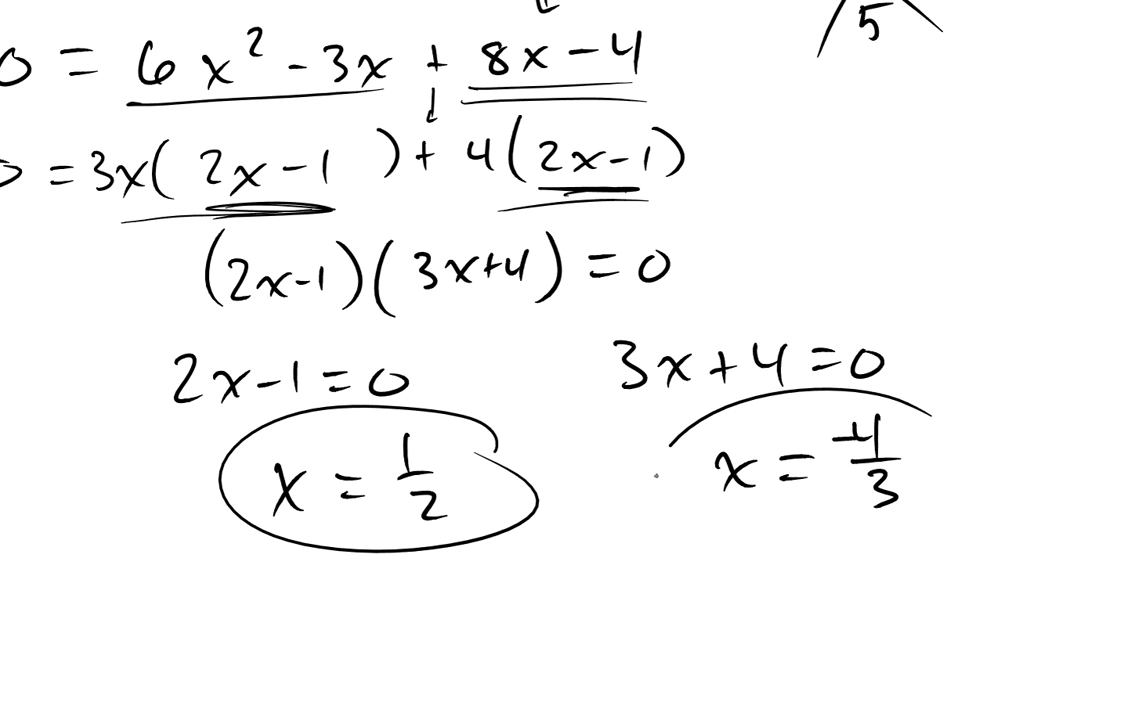 5
0 = 6x² - 3x + 8x - 4
0 = 3x( 2x - 1 ) + 4(2x-1)
(2x-1)( 3x+4) = 0
2x-1=0 3x+4=0
x = 1/2 x = -4/3